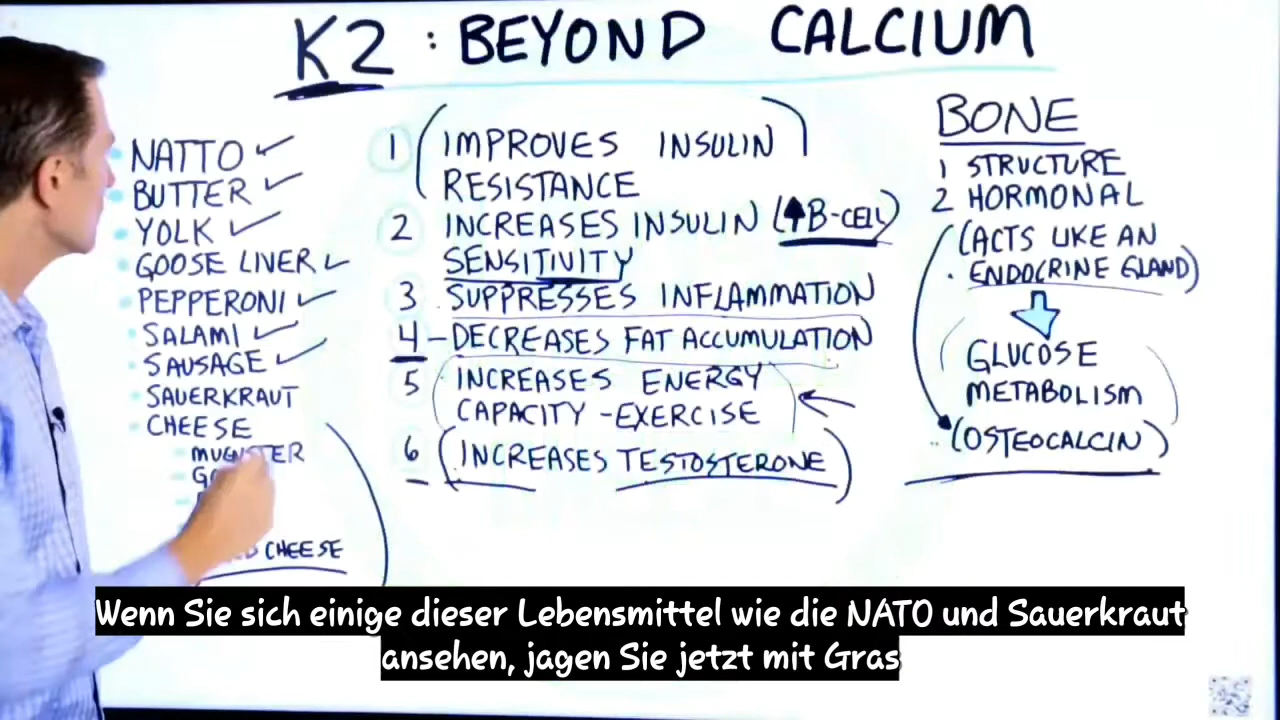 K2 : BEYOND CALCIUM
NATTO
BUTTER
YOLK
GOOSE LIVER
PEPPERONI
SALAMI
SAUSAGE
SAUERKRAUT
CHEESE
MUENSTER
CHEESE
1 (IMPROVES INSULIN)
RESISTANCE
2 INCREASES INSULIN (↑B-CELL)
SENSITIVITY
3 SUPPRESSES INFLAMMATION
4 – DECREASES FAT ACCUMULATION
5 INCREASES ENERGY
CAPACITY - EXERCISE
6 (INCREASES TESTOSTERONE)
BONE
1 STRUCTURE
2 HORMONAL
(ACTS LIKE AN
ENDOCRINE GLAND)
GLUCOSE
METABOLISM
(OSTEOCALCIN)
Wenn Sie sich einige dieser Lebensmittel wie die NATO und Sauerkraut
ansehen, jagen Sie jetzt mit Gras